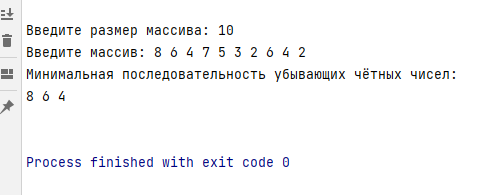 Введите размер массива: 10
Введите массив: 8 6 4 7 5 3 2 6 4 2
Минимальная последовательность убывающих чётных чисел:
8 6 4
Process finished with exit code 0